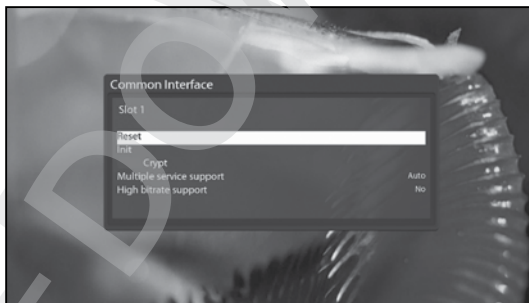 Common Interface
Slot 1
Reset
Init
Crypt
Multiple service support Auto
High bitrate support No